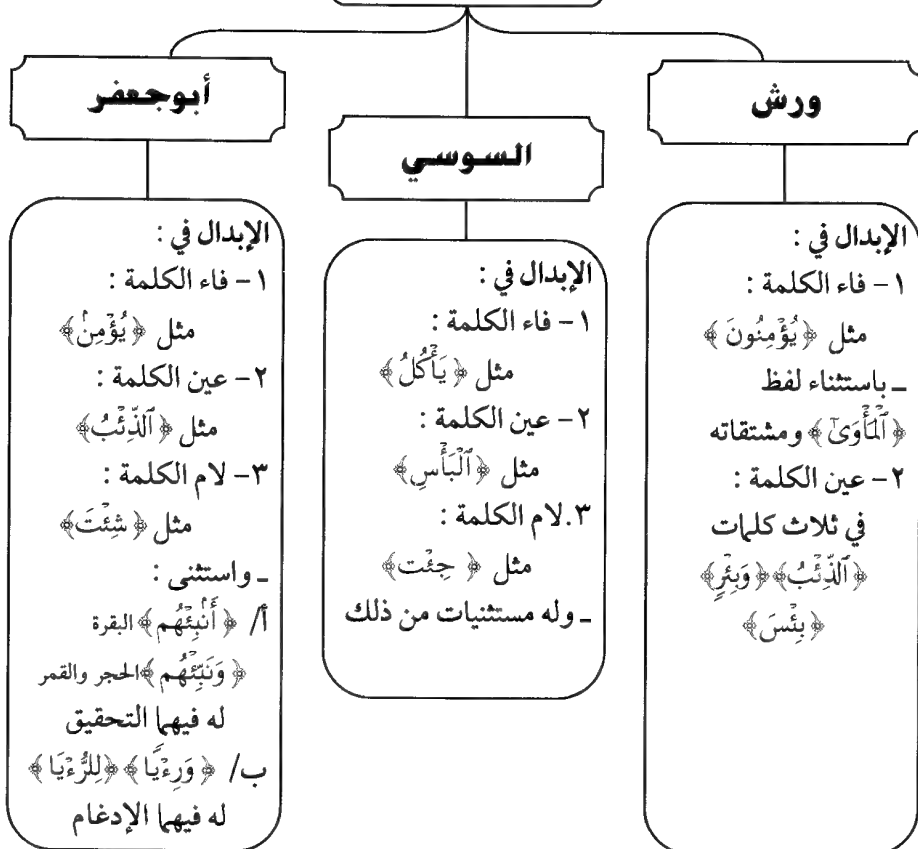 ورش
الإبدال في :
١- فاء الكلمة :
مثل ﴿يُؤْمِنُونَ﴾
ـ باستثناء لفظ
﴿ٱلْمَأْوَىٰٓ﴾ ومشتقاته
٢- عين الكلمة :
في ثلاث كلمات
﴿ٱلذِّئْبُ﴾﴿وَبِئْرٍ﴾
﴿بِئْسَ﴾
السوسي
الإبدال في :
١- فاء الكلمة :
مثل ﴿يَأْكُلُ﴾
٢- عين الكلمة :
مثل ﴿ٱلْبَأْسِ﴾
٣.لام الكلمة :
مثل ﴿جِئْت﴾
ـ وله مستثنيات من ذلك
أبوجعفر
الإبدال في :
١- فاء الكلمة :
مثل ﴿يُؤْمِنُ﴾
٢- عين الكلمة :
مثل ﴿ٱلذِّئْبُ﴾
٣- لام الكلمة :
مثل ﴿شِئْتَ﴾
ـ واستثنى :
أ/ ﴿أَنۢبِئْهُم﴾ البقرة
﴿وَنَبِّئْهُم﴾الحجر والقمر
له فيهما التحقيق
ب/ ﴿وَرِءْيًا﴾﴿لِلرُّءْيَا﴾
له فيهما الإدغام